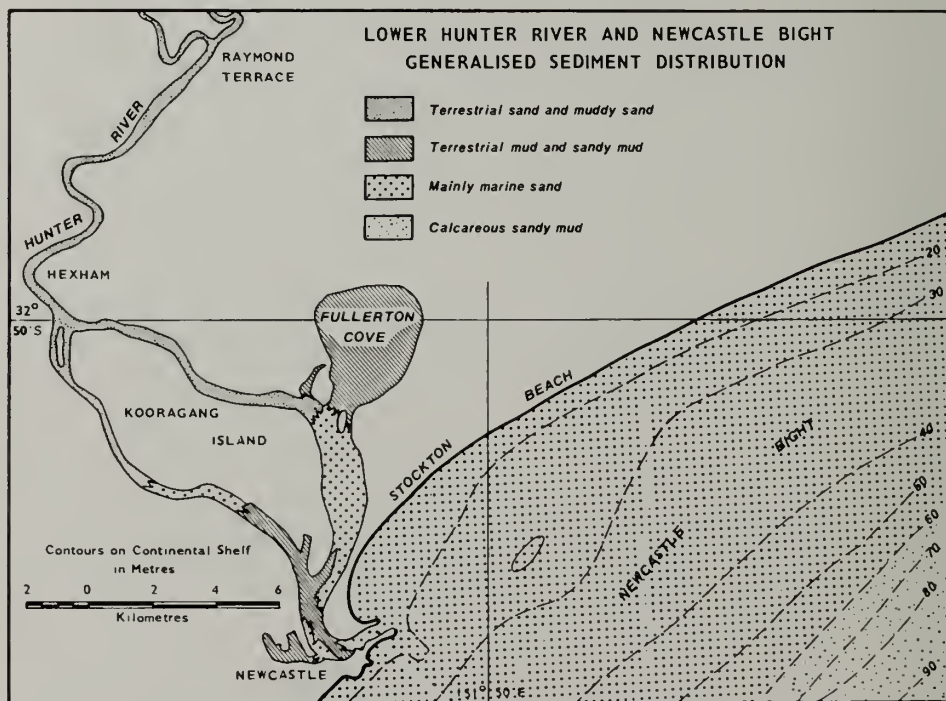 LOWER HUNTER RIVER AND NEWCASTLE BIGHT
GENERALISED SEDIMENT DISTRIBUTION
Terrestrial sand and muddy sand
Terrestrial mud and sandy mud
Mainly marine sand
Calcareous sandy mud
RAYMOND
TERRACE
RIVER
HUNTER
HEXHAM
32°
50'S
FULLERTON
COVE
KOORAGANG
ISLAND
STOCKTON
BEACH
NEWCASTLE
BIGHT
20
30
40
50
60
70
80
90
Contours on Continental Shelf
in Metres
2 0 2 4 6
Kilometres
NEWCASTLE
151° 50'E